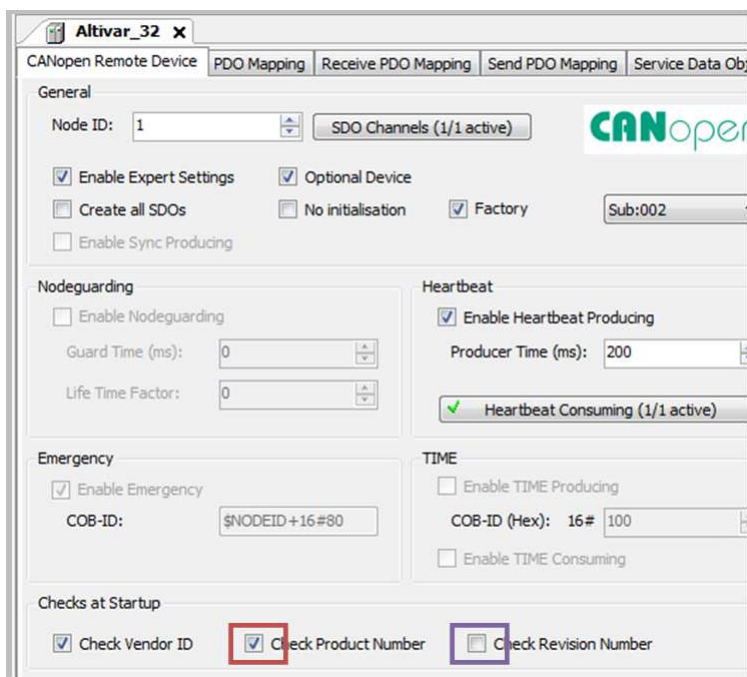 Altivar_32
CANopen Remote Device PDO Mapping Receive PDO Mapping Send PDO Mapping Service Data Obj
General
Node ID: 1 SDO Channels (1/1 active) CANopen
Enable Expert Settings Optional Device
Create all SDOs No initialisation Factory Sub:002
Enable Sync Producing
Nodeguarding Heartbeat
Enable Nodeguarding Enable Heartbeat Producing
Guard Time (ms): 0 Producer Time (ms): 200
Life Time Factor: 0 Heartbeat Consuming (1/1 active)
Emergency TIME
Enable Emergency Enable TIME Producing
COB-ID: $NODEID+16#80 COB-ID (Hex): 16# 100
Enable TIME Consuming
Checks at Startup
Check Vendor ID Check Product Number Check Revision Number